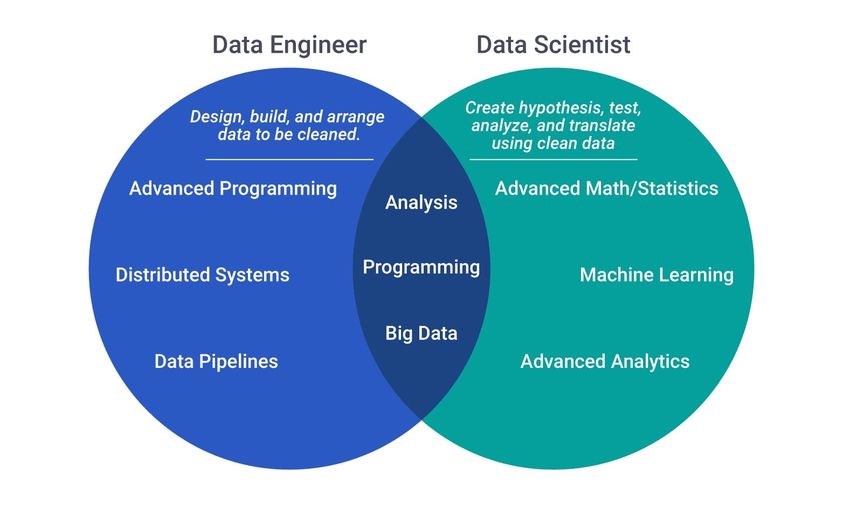 Data Engineer
Data Scientist
Design, build, and arrange
data to be cleaned.
Create hypothesis, test,
analyze, and translate
using clean data
Advanced Programming
Distributed Systems
Data Pipelines
Analysis
Programming
Big Data
Advanced Math/Statistics
Machine Learning
Advanced Analytics